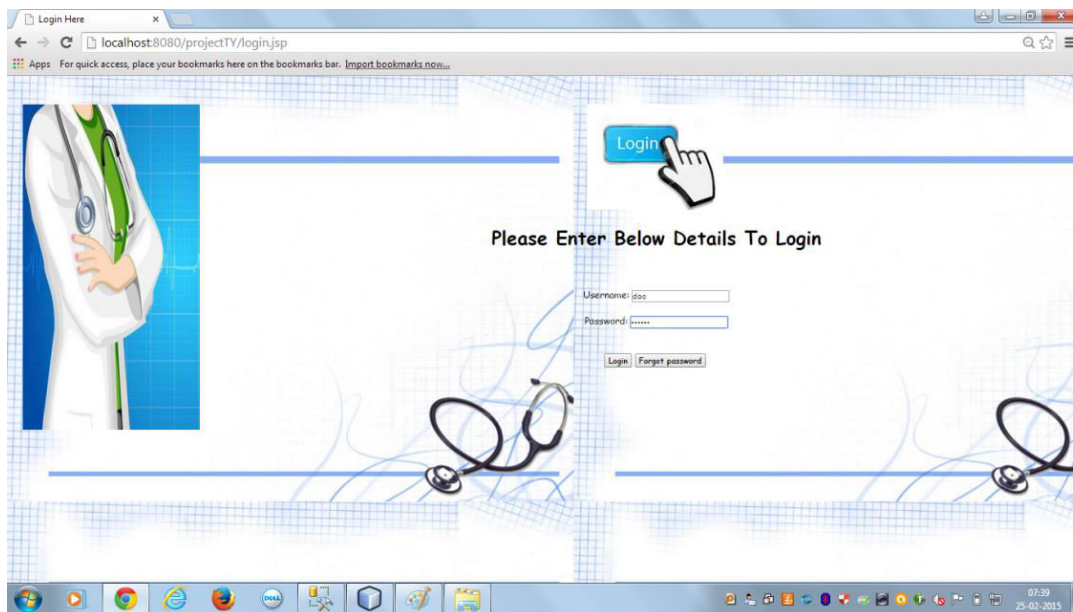 Login Here
localhost:8080/projectTY/login.jsp
Apps For quick access, place your bookmarks here on the bookmarks bar. Import bookmarks now...
Login
Please Enter Below Details To Login
Username: doc
Password: ••••••
Login Forgot password
DELL
07:39
25-02-2015